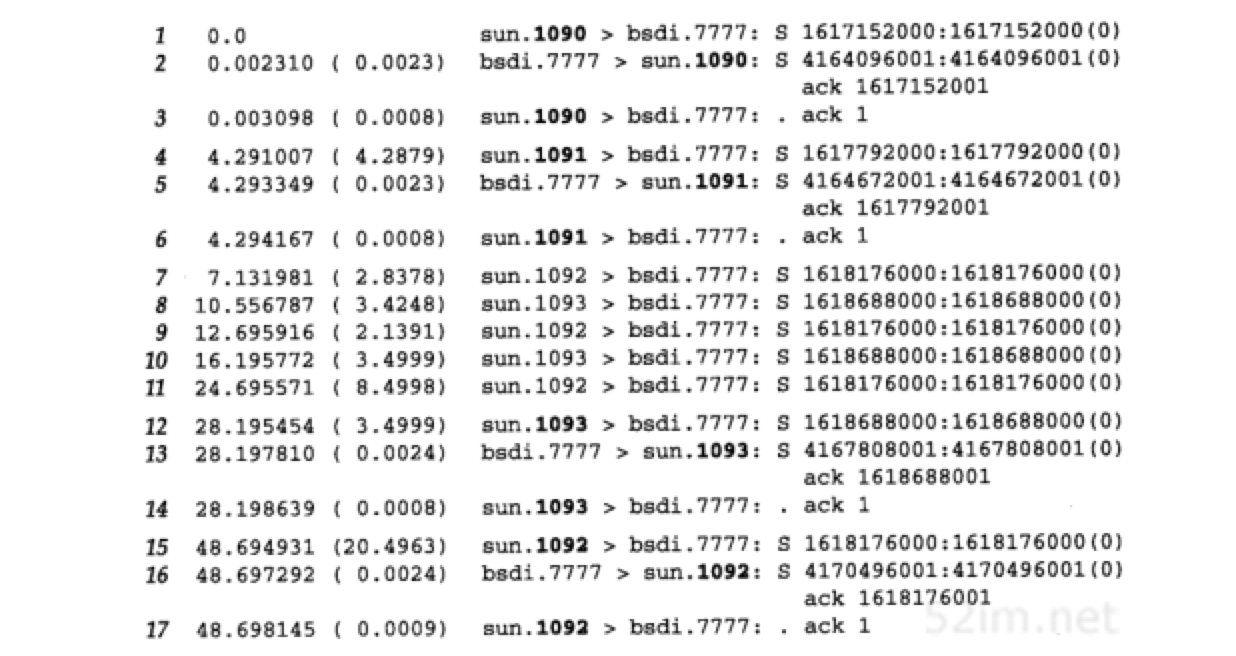 1 0.0 sun.1090 > bsdi.7777: S 1617152000:1617152000(0)
2 0.002310 ( 0.0023) bsdi.7777 > sun.1090: S 4164096001:4164096001(0)
ack 1617152001
3 0.003098 ( 0.0008) sun.1090 > bsdi.7777: . ack 1
4 4.291007 ( 4.2879) sun.1091 > bsdi.7777: S 1617792000:1617792000(0)
5 4.293349 ( 0.0023) bsdi.7777 > sun.1091: S 4164672001:4164672001(0)
ack 1617792001
6 4.294167 ( 0.0008) sun.1091 > bsdi.7777: . ack 1
7 7.131981 ( 2.8378) sun.1092 > bsdi.7777: S 1618176000:1618176000(0)
8 10.556787 ( 3.4248) sun.1093 > bsdi.7777: S 1618688000:1618688000(0)
9 12.695916 ( 2.1391) sun.1092 > bsdi.7777: S 1618176000:1618176000(0)
10 16.195772 ( 3.4999) sun.1093 > bsdi.7777: S 1618688000:1618688000(0)
11 24.695571 ( 8.4998) sun.1092 > bsdi.7777: S 1618176000:1618176000(0)
12 28.195454 ( 3.4999) sun.1093 > bsdi.7777: S 1618688000:1618688000(0)
13 28.197810 ( 0.0024) bsdi.7777 > sun.1093: S 4167808001:4167808001(0)
ack 1618688001
14 28.198639 ( 0.0008) sun.1093 > bsdi.7777: . ack 1
15 48.694931 (20.4963) sun.1092 > bsdi.7777: S 1618176000:1618176000(0)
16 48.697292 ( 0.0024) bsdi.7777 > sun.1092: S 4170496001:4170496001(0)
ack 1618176001
17 48.698145 ( 0.0009) sun.1092 > bsdi.7777: . ack 1
52im.net